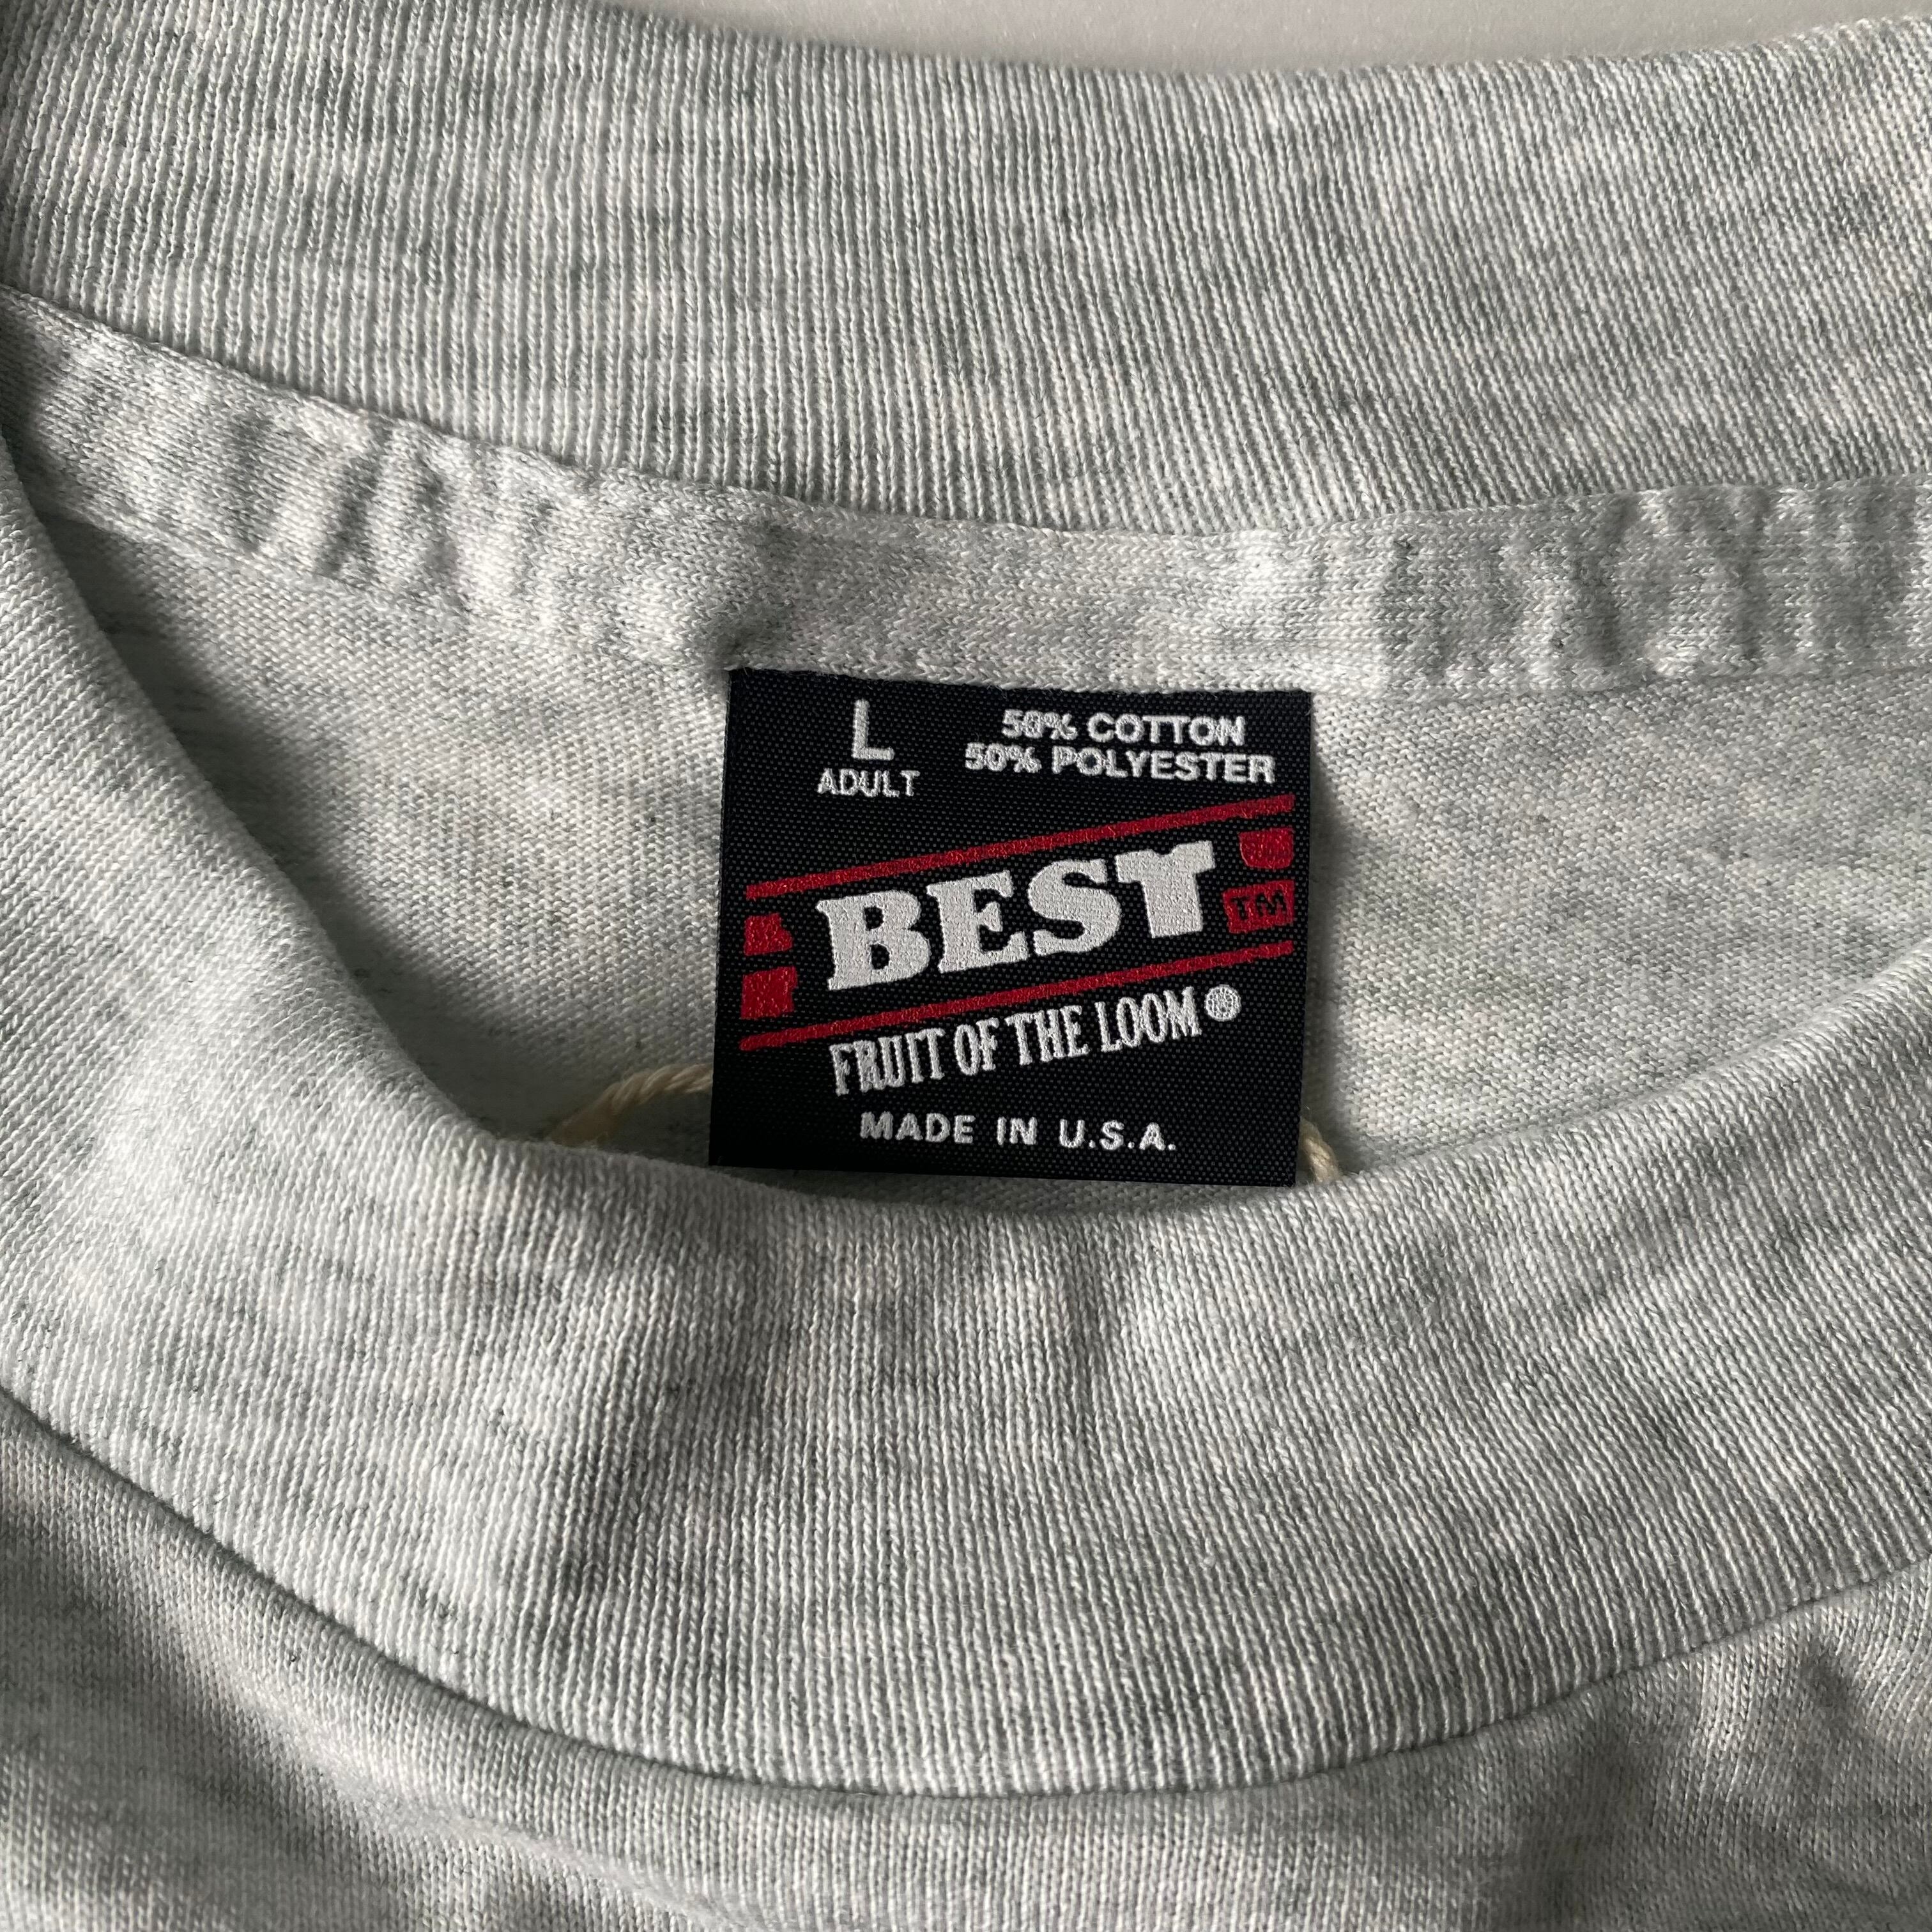 L
ADULT
50% COTTON
50% POLYESTER
BEST
TM
FRUIT OF THE LOOM®
MADE IN U.S.A.